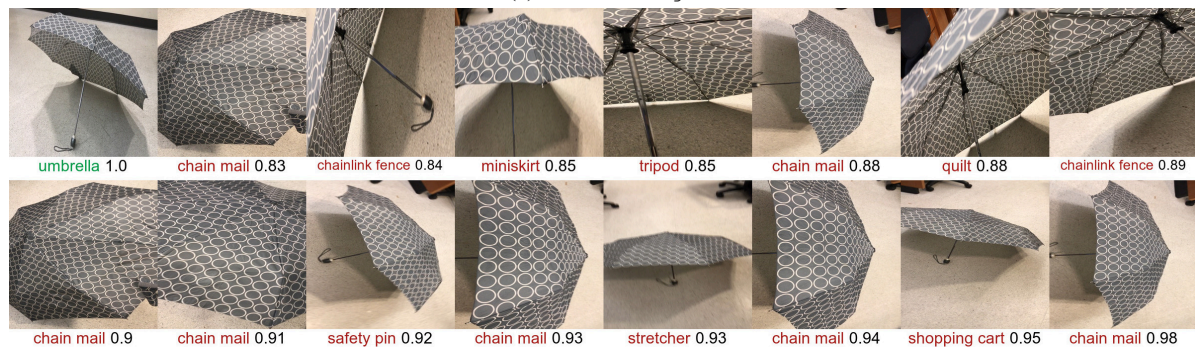 umbrella 1.0 chain mail 0.83 chainlink fence 0.84 miniskirt 0.85 tripod 0.85 chain mail 0.88 quilt 0.88 chainlink fence 0.89
chain mail 0.9 chain mail 0.91 safety pin 0.92 chain mail 0.93 stretcher 0.93 chain mail 0.94 shopping cart 0.95 chain mail 0.98